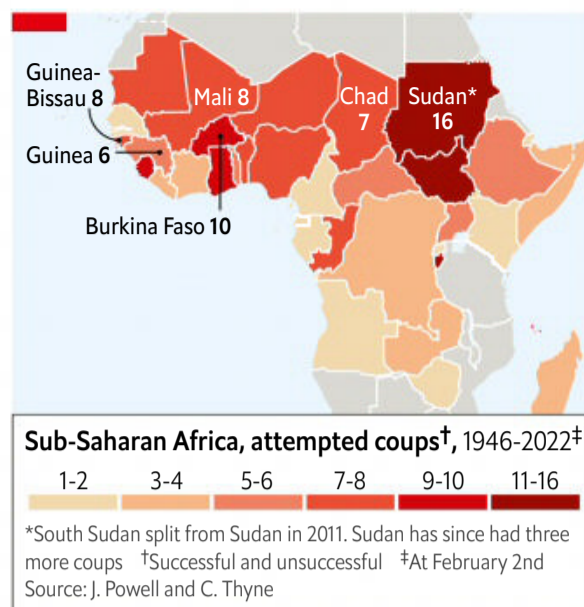 Guinea-
Bissau 8
Mali 8
Chad
7
Sudan*
16
Guinea 6
Burkina Faso 10
Sub-Saharan Africa, attempted coups†, 1946-2022‡
1-2 3-4 5-6 7-8 9-10 11-16
*South Sudan split from Sudan in 2011. Sudan has since had three
more coups †Successful and unsuccessful ‡At February 2nd
Source: J. Powell and C. Thyne